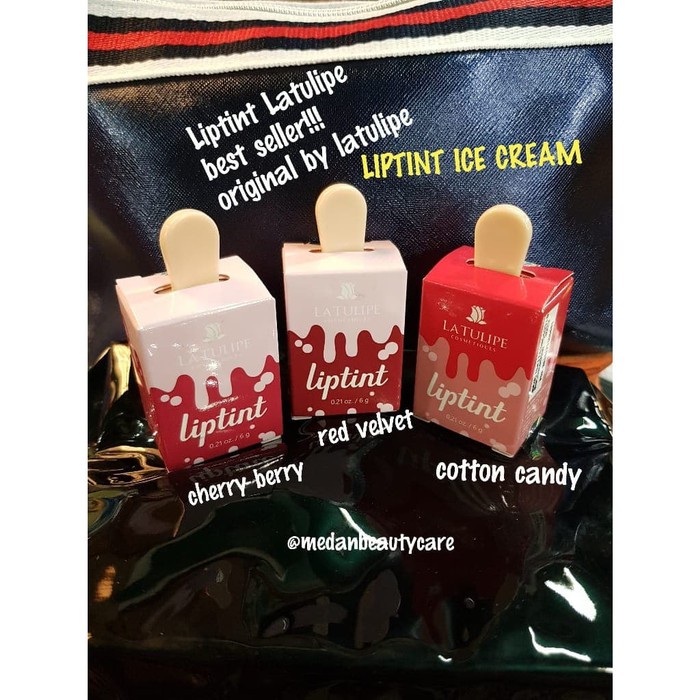 Liptint Latulipe
best seller!!!
original by latulipe
LIPTINT ICE CREAM
LATULIPE
liptint
0.21 oz. / 6 g
LATULIPE
liptint
0.21 oz. / 6 g
LATULIPE
COSMETIQUES
liptint
0.21 oz. / 6 g
cherry-berry
red velvet
cotton candy
@medanbeautycare